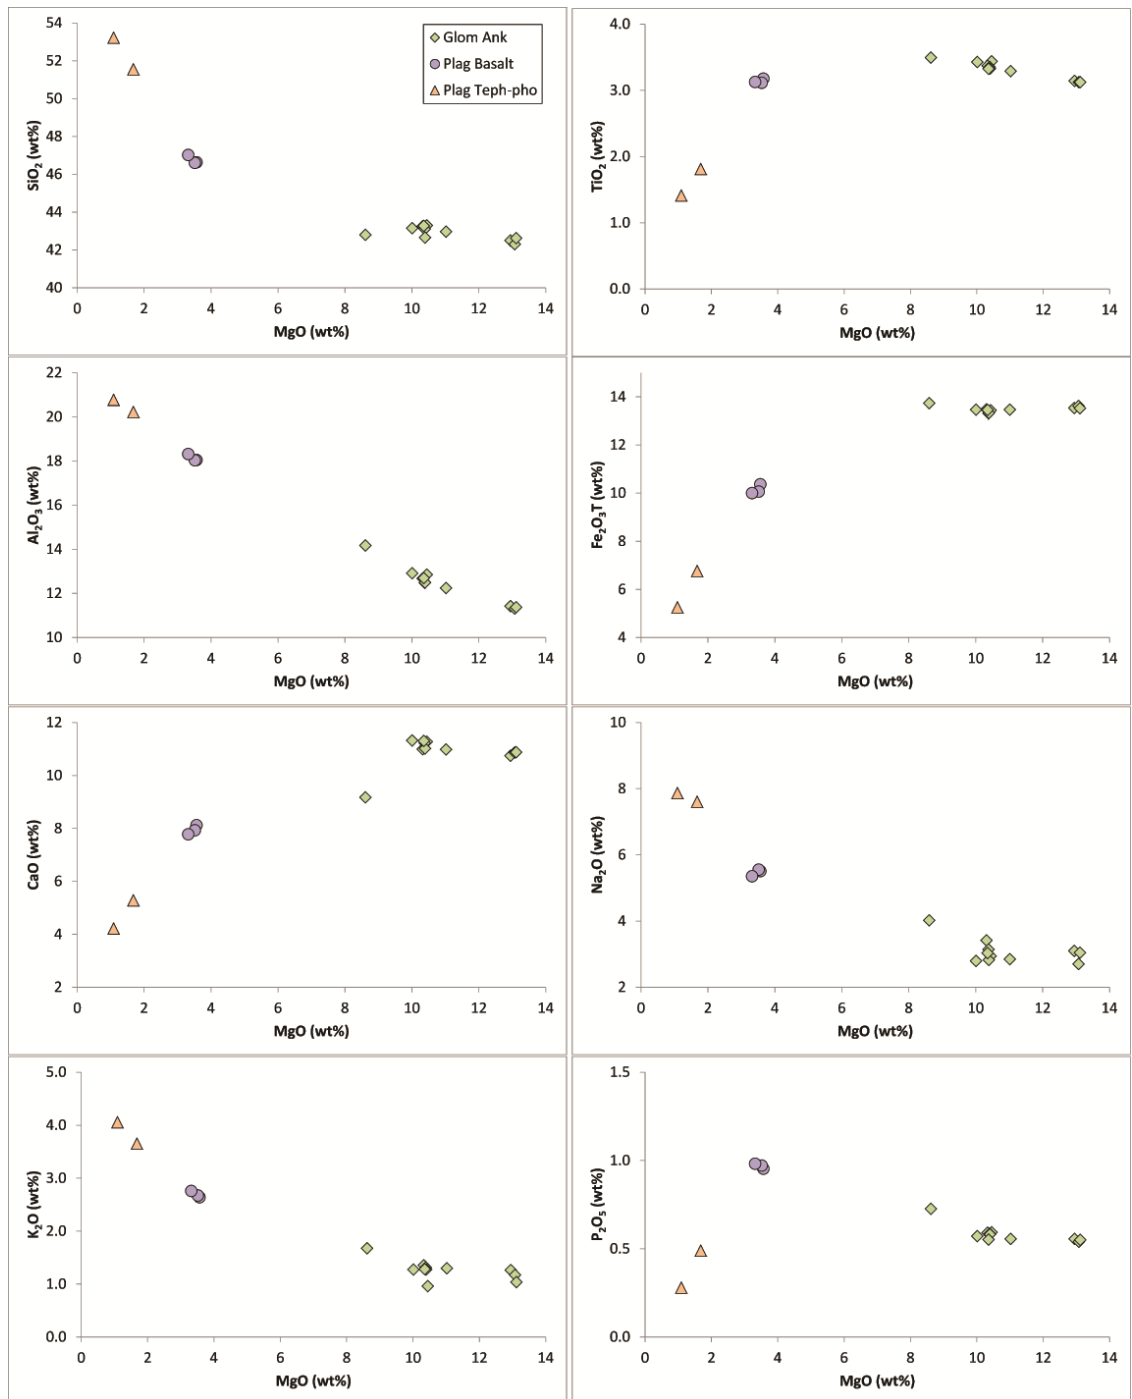 54
52
50
48
46
44
42
40
SiO2 (wt%)
0 2 4 6 8 10 12 14
MgO (wt%)
Glom Ank
Plag Basalt
Plag Teph-pho
4.0
3.0
2.0
1.0
0.0
TiO2 (wt%)
0 2 4 6 8 10 12 14
MgO (wt%)
22
20
18
16
14
12
10
Al2O3 (wt%)
0 2 4 6 8 10 12 14
MgO (wt%)
14
12
10
8
6
4
Fe2O3T (wt%)
0 2 4 6 8 10 12 14
MgO (wt%)
12
10
8
6
4
2
CaO (wt%)
0 2 4 6 8 10 12 14
MgO (wt%)
10
8
6
4
2
Na2O (wt%)
0 2 4 6 8 10 12 14
MgO (wt%)
5.0
4.0
3.0
2.0
1.0
0.0
K2O (wt%)
0 2 4 6 8 10 12 14
MgO (wt%)
1.5
1.0
0.5
0.0
P2O5 (wt%)
0 2 4 6 8 10 12 14
MgO (wt%)